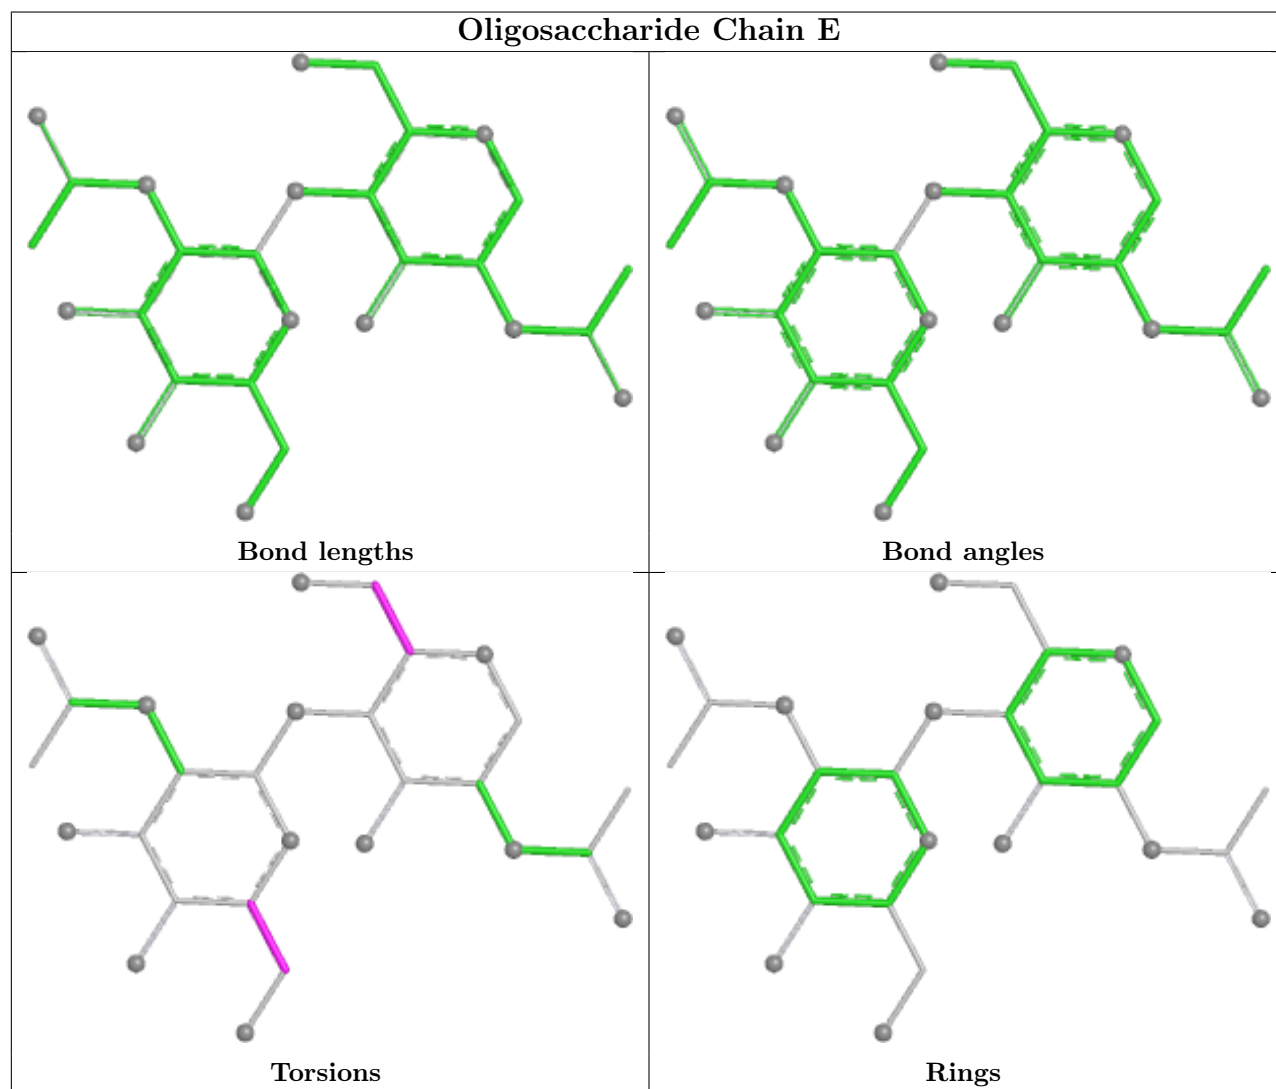 Oligosaccharide Chain E
Bond lengths
Bond angles
Torsions
Rings